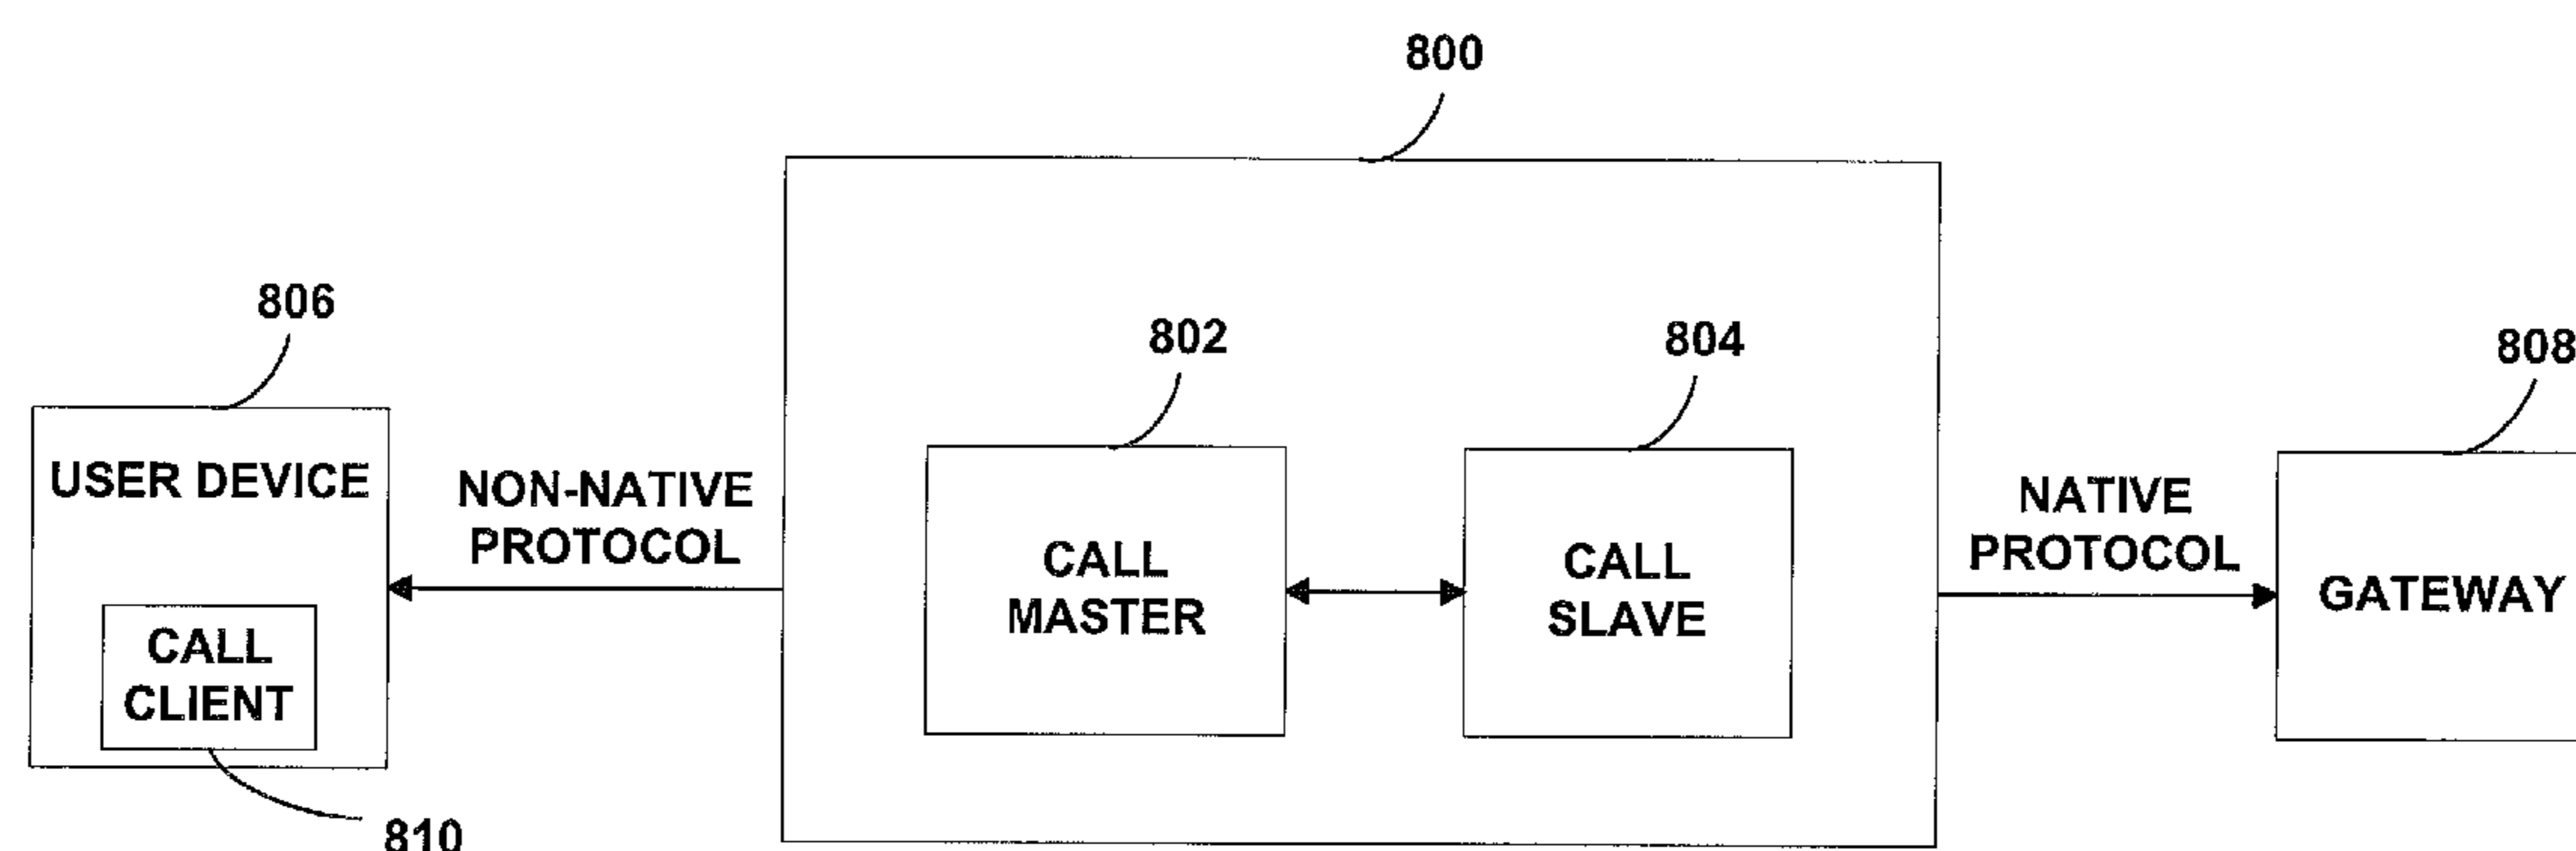 800
806
802
804
808
USER DEVICE
NON-NATIVE
PROTOCOL
CALL
MASTER
CALL
SLAVE
NATIVE
PROTOCOL
GATEWAY
CALL
CLIENT
810